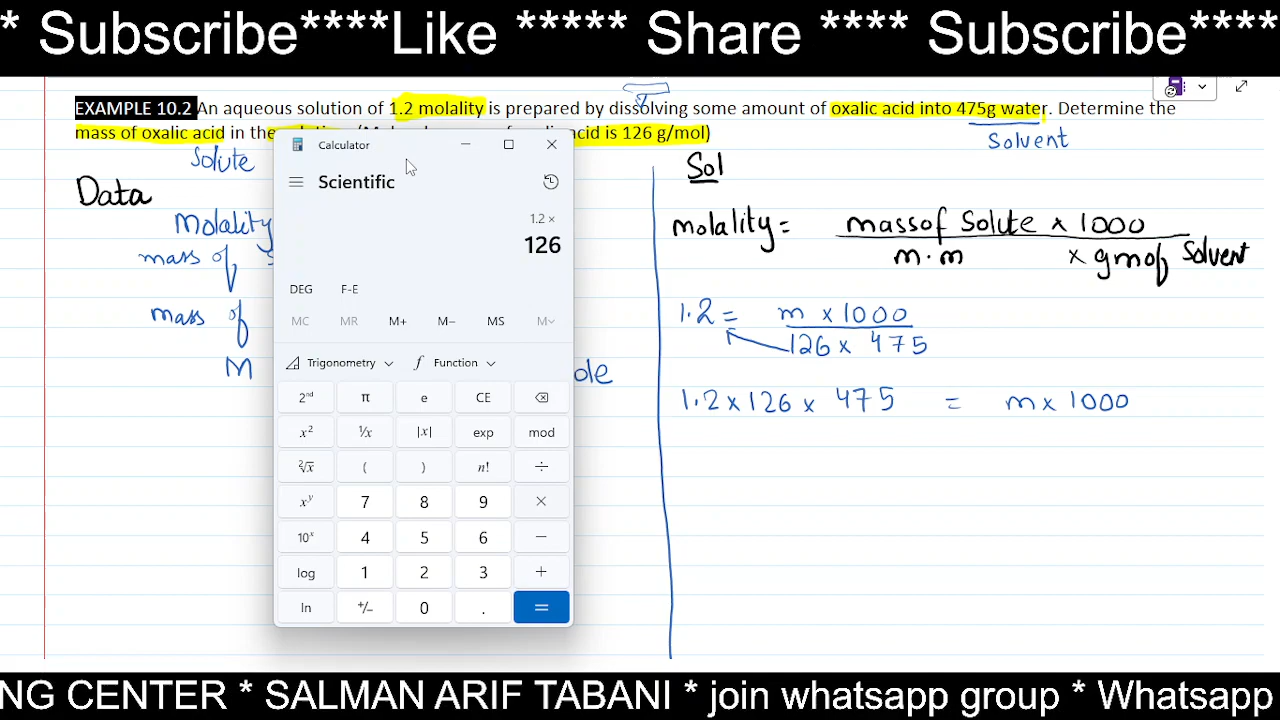 * Subscribe****Like ***** Share **** Subscribe****
EXAMPLE 10.2 An aqueous solution of 1.2 molality is prepared by dissolving some amount of oxalic acid into 475g water. Determine the
mass of oxalic acid in the acid is 126 g/mol)
Solute
Solvent
Data
Molality
mass of
mass of
M
ole
Calculator
Scientific
1.2 ×
126
DEG F-E
MC MR M+ M− MS M
Trigonometry Function
2nd π e CE
x² ¹/x |x| exp mod
²√x ( ) n! ÷
xʸ 7 8 9 ×
10ˣ 4 5 6 −
log 1 2 3 +
ln +/− 0 . =
Sol
molality = mass of Solute × 1000
m.m × gm of Solvent
1.2 = m × 1000
126 × 475
1.2 × 126 × 475 = m × 1000
NG CENTER * SALMAN ARIF TABANI * join whatsapp group * Whatsapp